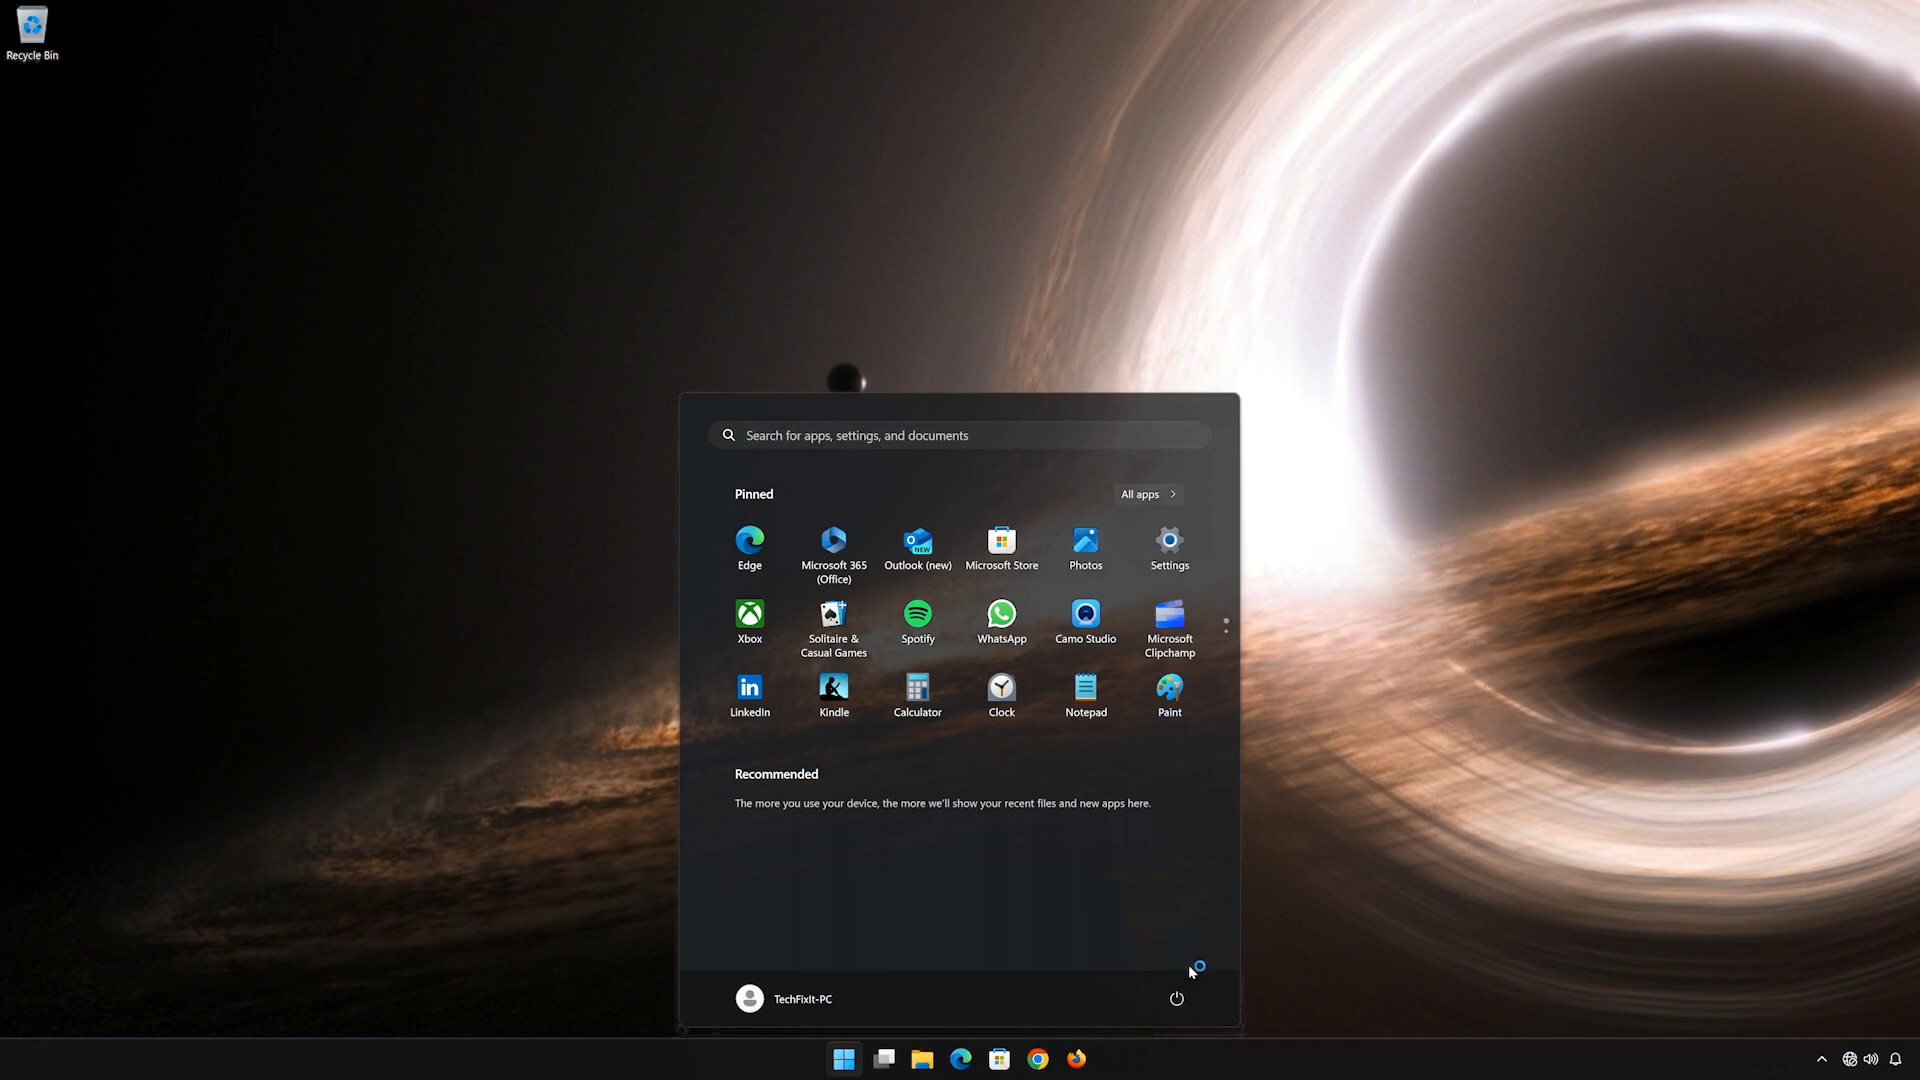 Recycle Bin
Search for apps, settings, and documents
Pinned
All apps
Edge
Microsoft 365
(Office)
Outlook (new)
Microsoft Store
Photos
Settings
Xbox
Solitaire &
Casual Games
Spotify
WhatsApp
Camo Studio
Microsoft
Clipchamp
LinkedIn
Kindle
Calculator
Clock
Notepad
Paint
Recommended
The more you use your device, the more we'll show your recent files and new apps here.
TechFixIt-PC